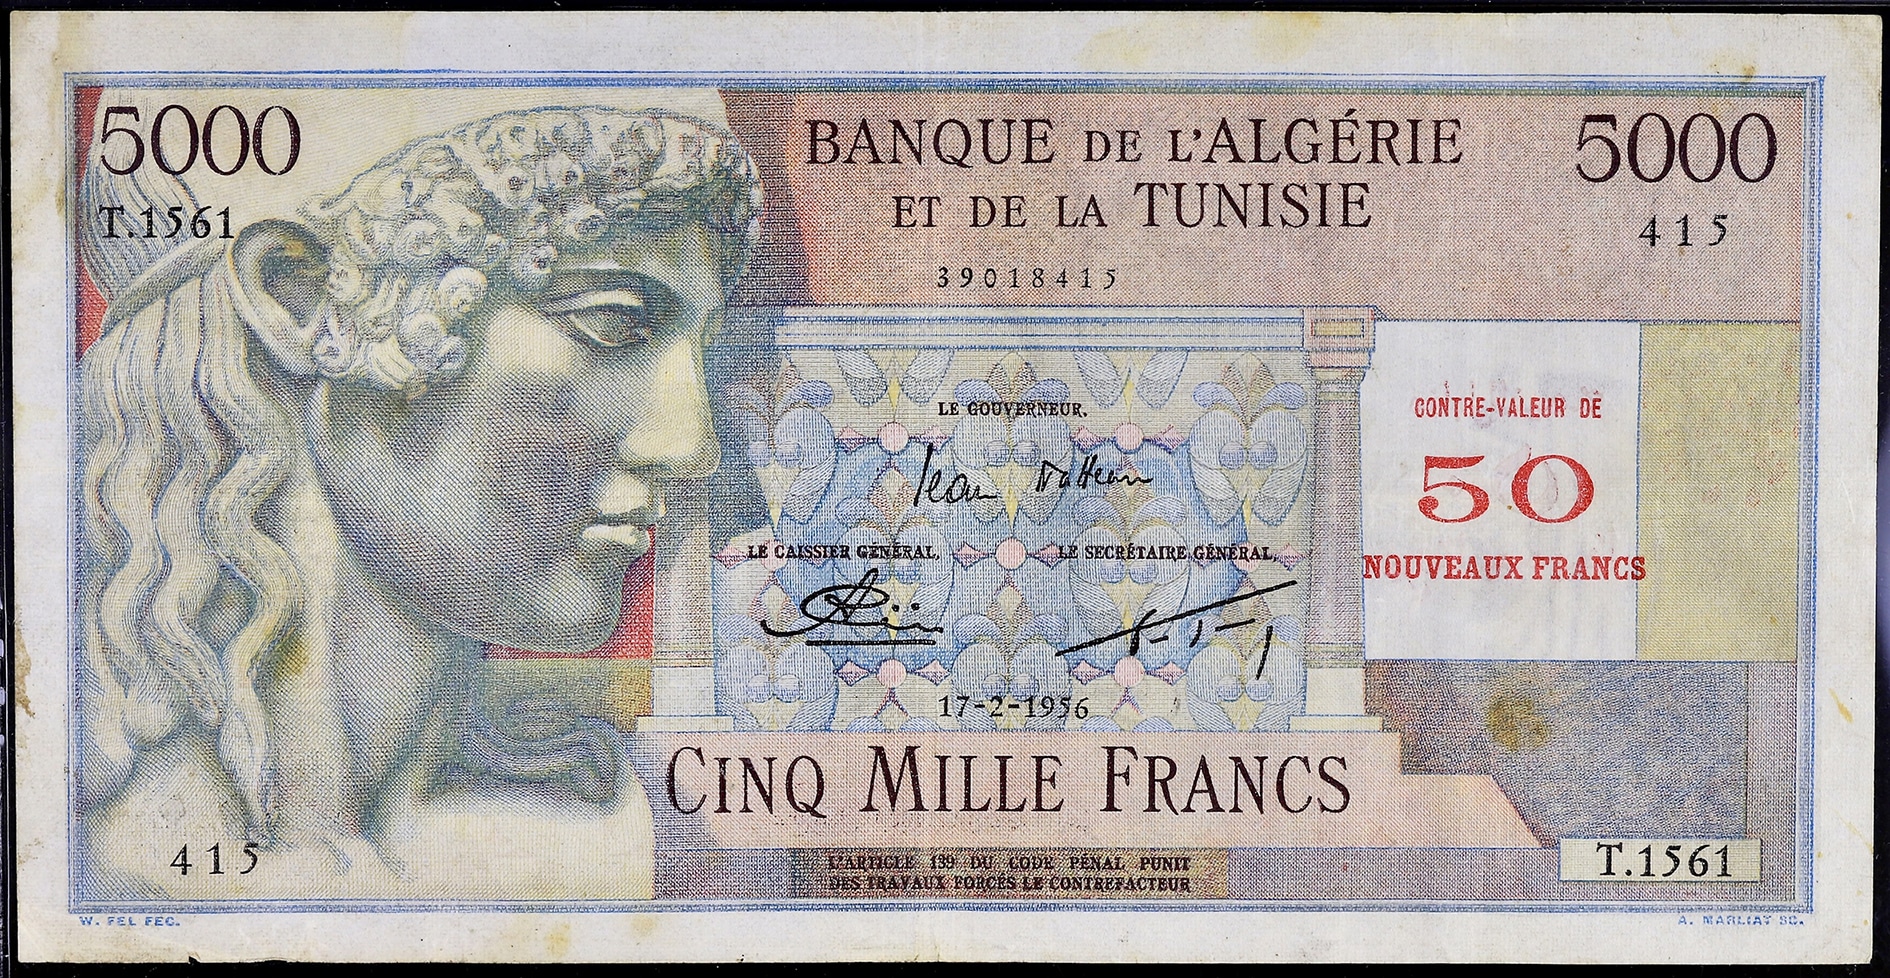 5000
BANQUE DE L'ALGÉRIE
5000
T.1561
ET DE LA TUNISIE
415
39018415
CONTRE-VALEUR DE
LE GOUVERNEUR.
50
LE CAISSIER GÉNÉRAL,
LE SECRÉTAIRE GÉNÉRAL,
NOUVEAUX FRANCS
17-2-1956
CINQ MILLE FRANCS
415
L'ARTICLE 139 DU CODE PÉNAL PUNIT
DES TRAVAUX FORCÉS LE CONTREFACTEUR
T.1561
W. FEL FEC.
A. MARLIAT SC.